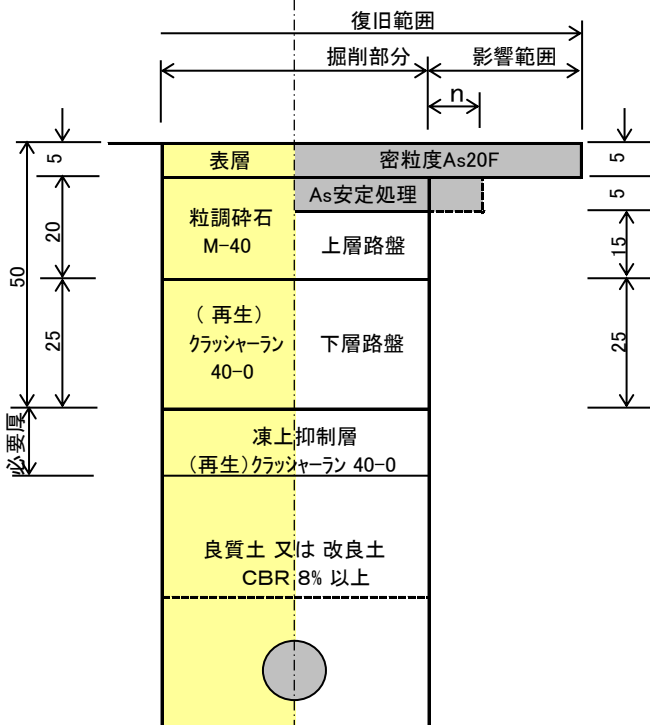 復旧範囲
掘削部分
影響範囲
n
5
表層
密粒度As20F
5
As安定処理
5
20
粒調砕石
M-40
上層路盤
15
50
25
(再生)
クラッシャーラン
40-0
下層路盤
25
必要厚
凍上抑制層
(再生)クラッシャーラン 40-0
良質土 又は 改良土
CBR 8% 以上